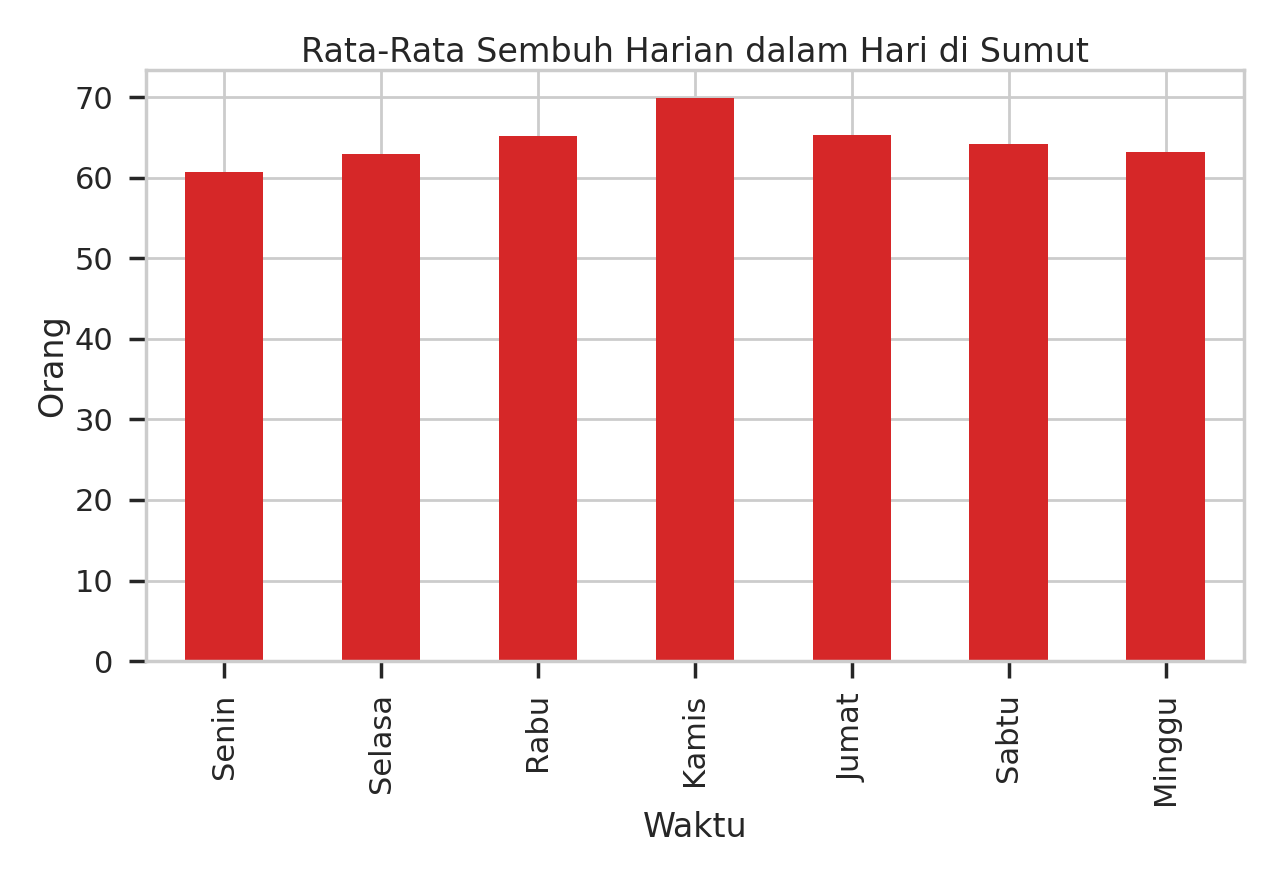 Rata-Rata Sembuh Harian dalam Hari di Sumut
Orang
70
60
50
40
30
20
10
0
Senin
Selasa
Rabu
Kamis
Jumat
Sabtu
Minggu
Waktu